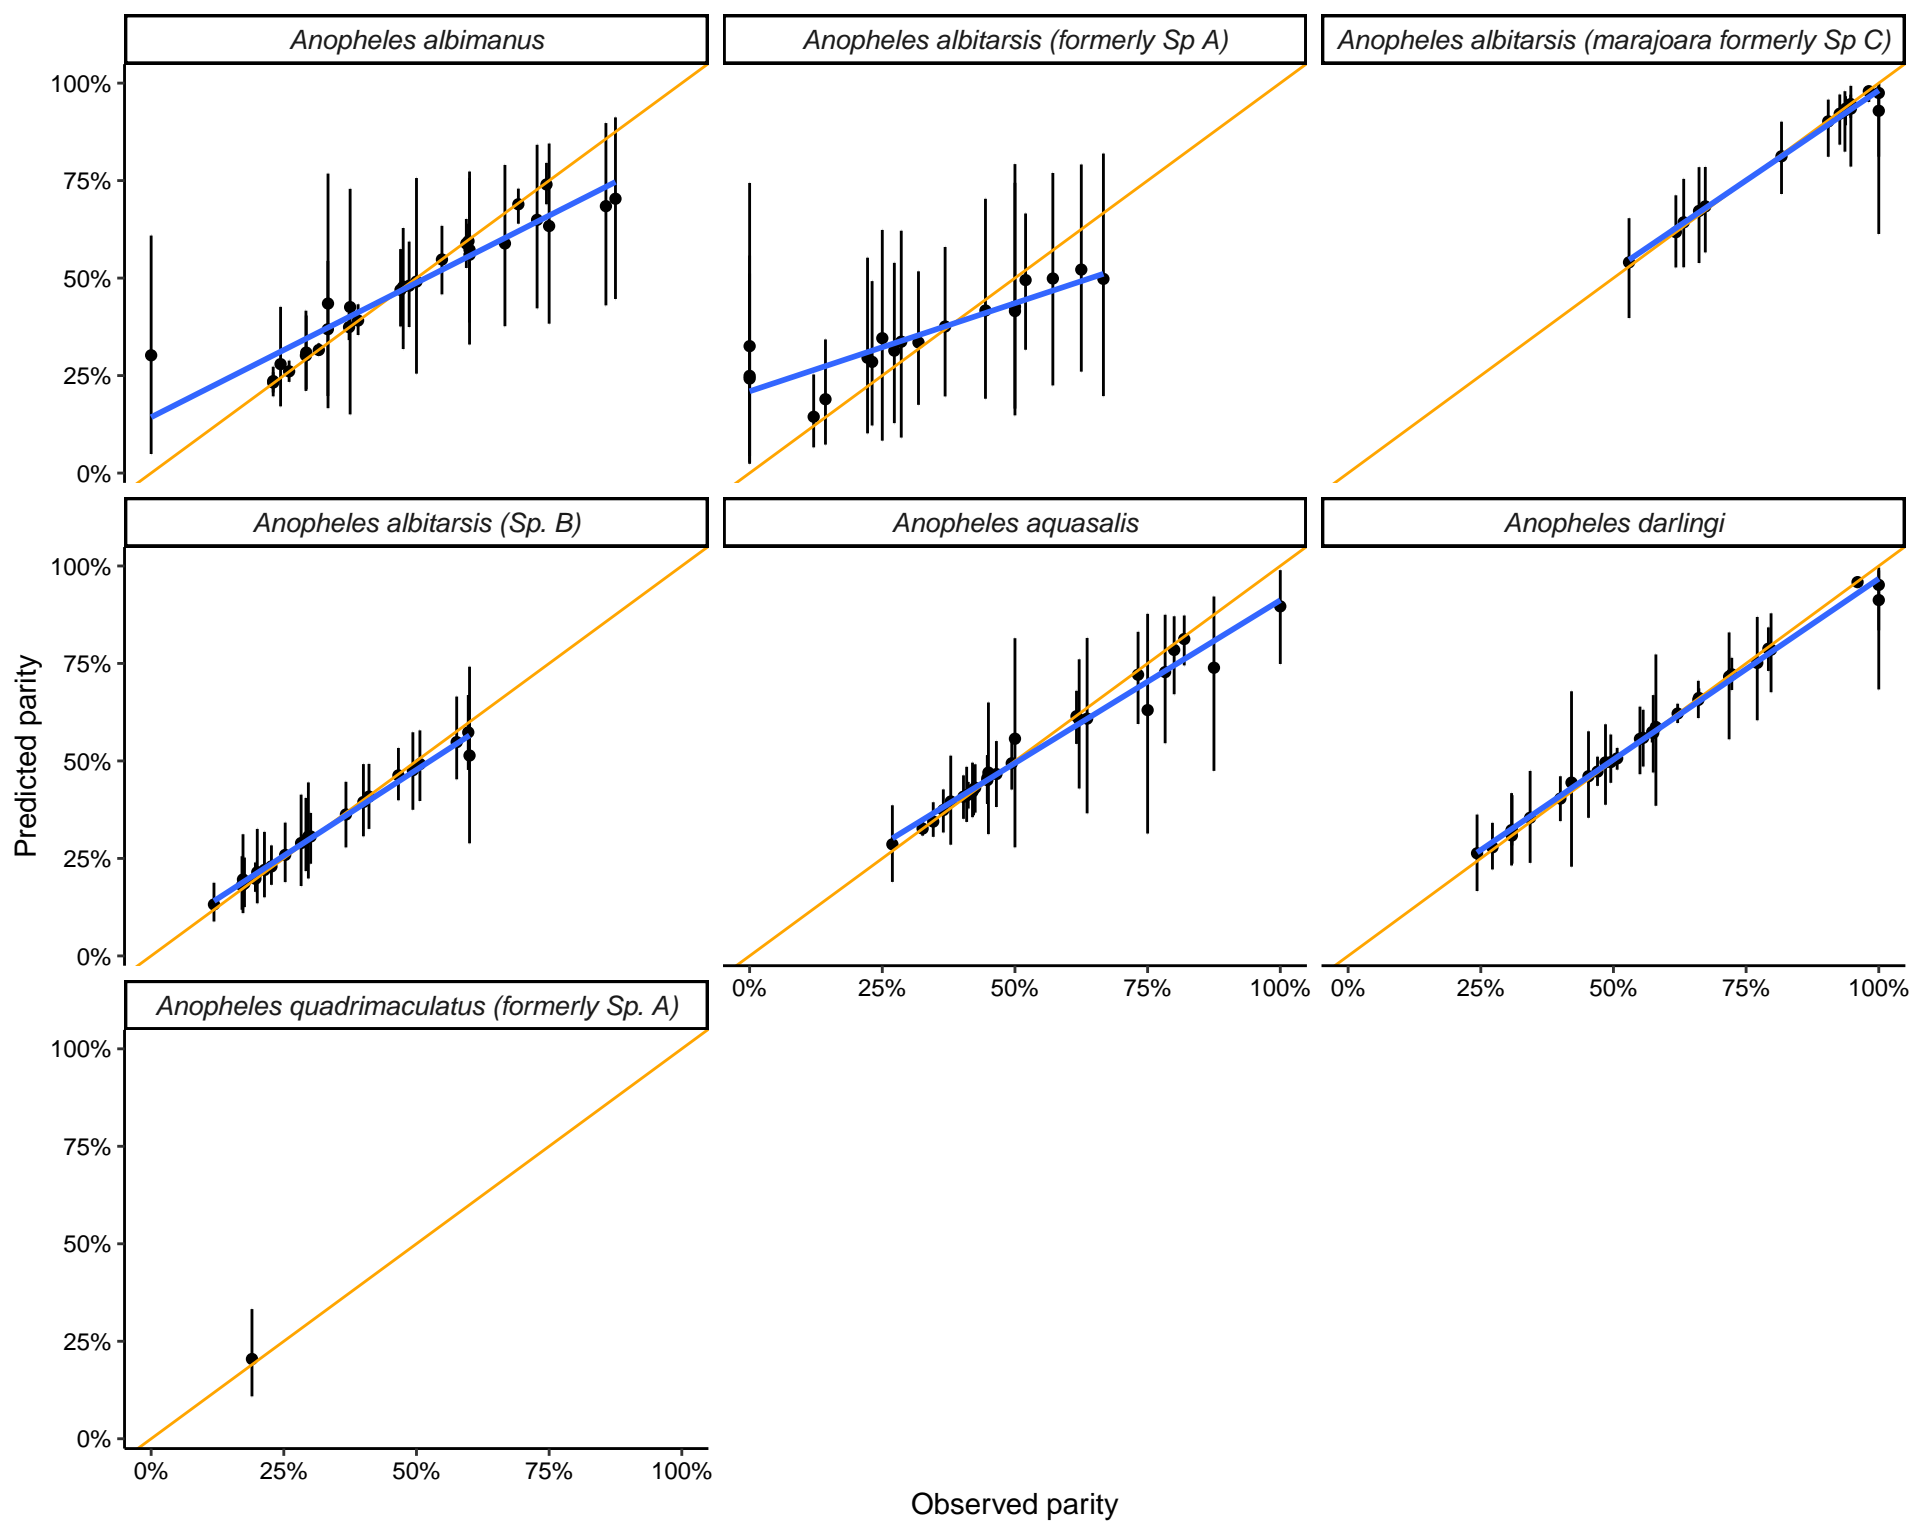 Anopheles albimanus
Anopheles albitarsis (formerly Sp A)
Anopheles albitarsis (marajoara formerly Sp C)
100%
75%
50%
25%
0%
Anopheles albitarsis (Sp. B)
Anopheles aquasalis
Anopheles darlingi
100%
75%
50%
25%
0%
0% 25% 50% 75% 100%
0% 25% 50% 75% 100%
Anopheles quadrimaculatus (formerly Sp. A)
100%
75%
50%
25%
0%
0% 25% 50% 75% 100%
Predicted parity
Observed parity